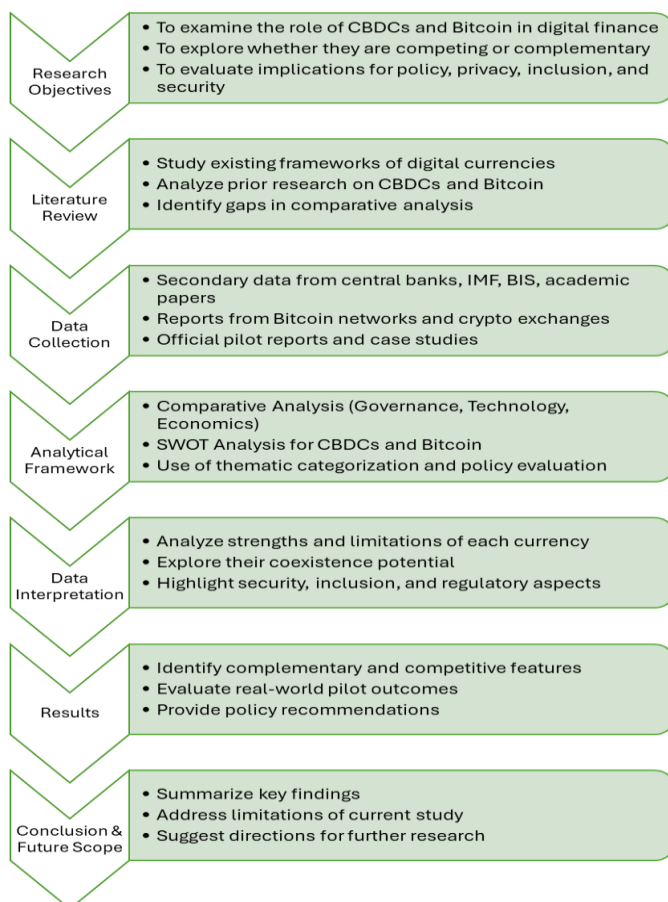 Research
Objectives
• To examine the role of CBDCs and Bitcoin in digital finance
• To explore whether they are competing or complementary
• To evaluate implications for policy, privacy, inclusion, and
security
Literature
Review
• Study existing frameworks of digital currencies
• Analyze prior research on CBDCs and Bitcoin
• Identify gaps in comparative analysis
Data
Collection
• Secondary data from central banks, IMF, BIS, academic
papers
• Reports from Bitcoin networks and crypto exchanges
• Official pilot reports and case studies
Analytical
Framework
• Comparative Analysis (Governance, Technology,
Economics)
• SWOT Analysis for CBDCs and Bitcoin
• Use of thematic categorization and policy evaluation
Data
Interpretation
• Analyze strengths and limitations of each currency
• Explore their coexistence potential
• Highlight security, inclusion, and regulatory aspects
Results
• Identify complementary and competitive features
• Evaluate real-world pilot outcomes
• Provide policy recommendations
Conclusion &
Future Scope
• Summarize key findings
• Address limitations of current study
• Suggest directions for further research